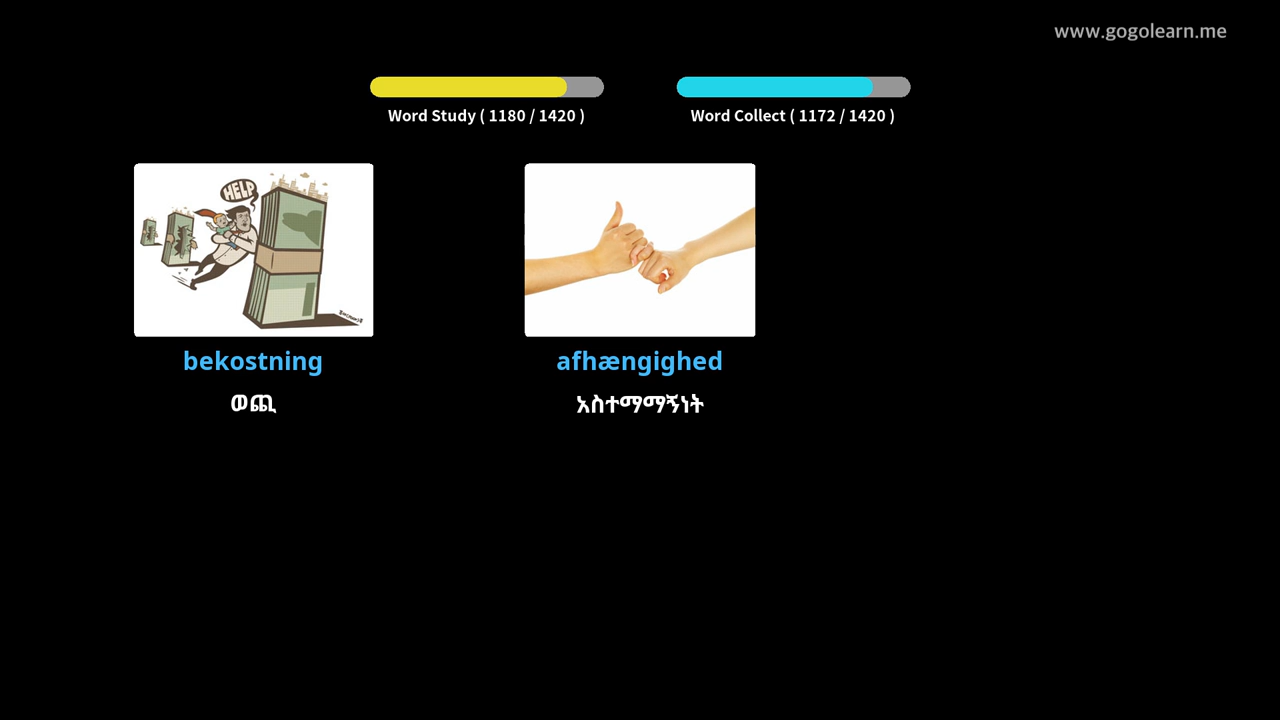 www.gogolearn.me
Word Study ( 1180 / 1420 )
Word Collect ( 1172 / 1420 )
HELP
bekostning
afhængighed
ወጪ
አስተማማኝነት